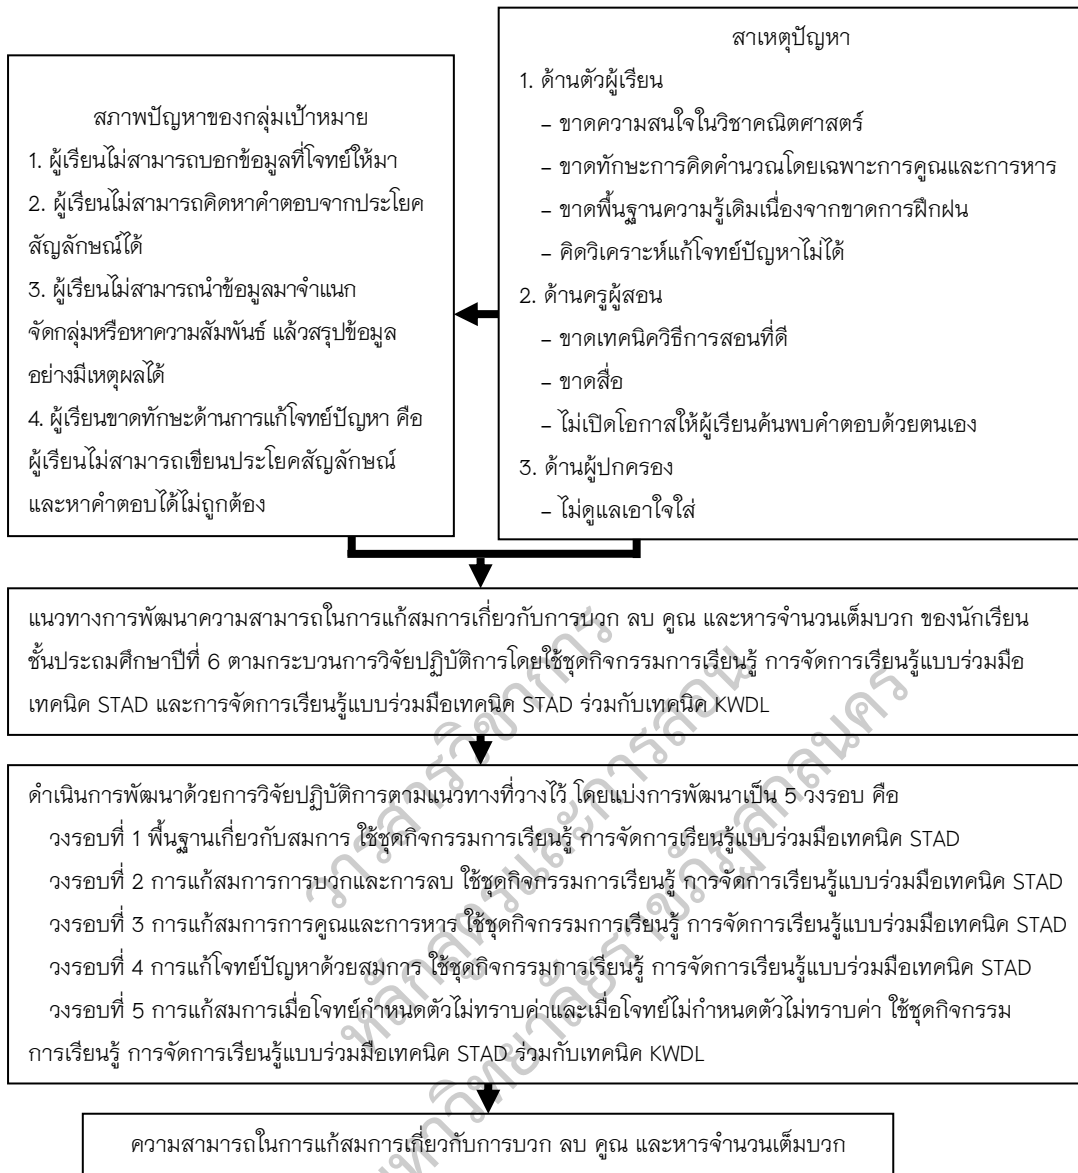 สาเหตุปัญหา
1. ด้านตัวผู้เรียน
– ขาดความสนใจในวิชาคณิตศาสตร์
– ขาดทักษะการคิดคำนวณโดยเฉพาะการคูณและการหาร
– ขาดพื้นฐานความรู้เดิมเนื่องจากขาดการฝึกฝน
– คิดวิเคราะห์แก้โจทย์ปัญหาไม่ได้
2. ด้านครูผู้สอน
– ขาดเทคนิควิธีการสอนที่ดี
– ขาดสื่อ
– ไม่เปิดโอกาสให้ผู้เรียนค้นพบคำตอบด้วยตนเอง
3. ด้านผู้ปกครอง
– ไม่ดูแลเอาใจใส่
สภาพปัญหาของกลุ่มเป้าหมาย
1. ผู้เรียนไม่สามารถบอกข้อมูลที่โจทย์ให้มา
2. ผู้เรียนไม่สามารถคิดหาคำตอบจากประโยค
สัญลักษณ์ได้
3. ผู้เรียนไม่สามารถนำข้อมูลมาจำแนก
จัดกลุ่มหรือหาความสัมพันธ์ แล้วสรุปข้อมูล
อย่างมีเหตุผลได้
4. ผู้เรียนขาดทักษะด้านการแก้โจทย์ปัญหา คือ
ผู้เรียนไม่สามารถเขียนประโยคสัญลักษณ์
และหาคำตอบได้ไม่ถูกต้อง
แนวทางการพัฒนาความสามารถในการแก้สมการเกี่ยวกับการบวก ลบ คูณ และหารจำนวนเต็มบวก ของนักเรียน
ชั้นประถมศึกษาปีที่ 6 ตามกระบวนการวิจัยปฏิบัติการโดยใช้ชุดกิจกรรมการเรียนรู้ การจัดการเรียนรู้แบบร่วมมือ
เทคนิค STAD และการจัดการเรียนรู้แบบร่วมมือเทคนิค STAD ร่วมกับเทคนิค KWDL
ดำเนินการพัฒนาด้วยการวิจัยปฏิบัติการตามแนวทางที่วางไว้ โดยแบ่งการพัฒนาเป็น 5 วงรอบ คือ
วงรอบที่ 1 พื้นฐานเกี่ยวกับสมการ ใช้ชุดกิจกรรมการเรียนรู้ การจัดการเรียนรู้แบบร่วมมือเทคนิค STAD
วงรอบที่ 2 การแก้สมการการบวกและการลบ ใช้ชุดกิจกรรมการเรียนรู้ การจัดการเรียนรู้แบบร่วมมือเทคนิค STAD
วงรอบที่ 3 การแก้สมการการคูณและการหาร ใช้ชุดกิจกรรมการเรียนรู้ การจัดการเรียนรู้แบบร่วมมือเทคนิค STAD
วงรอบที่ 4 การแก้โจทย์ปัญหาด้วยสมการ ใช้ชุดกิจกรรมการเรียนรู้ การจัดการเรียนรู้แบบร่วมมือเทคนิค STAD
วงรอบที่ 5 การแก้สมการเมื่อโจทย์กำหนดตัวไม่ทราบค่าและเมื่อโจทย์ไม่กำหนดตัวไม่ทราบค่า ใช้ชุดกิจกรรม
การเรียนรู้ การจัดการเรียนรู้แบบร่วมมือเทคนิค STAD ร่วมกับเทคนิค KWDL
ความสามารถในการแก้สมการเกี่ยวกับการบวก ลบ คูณ และหารจำนวนเต็มบวก
วารสารวิชาการ
หลักสูตรและการสอน
มหาวิทยาลัยราชภัฏสกลนคร